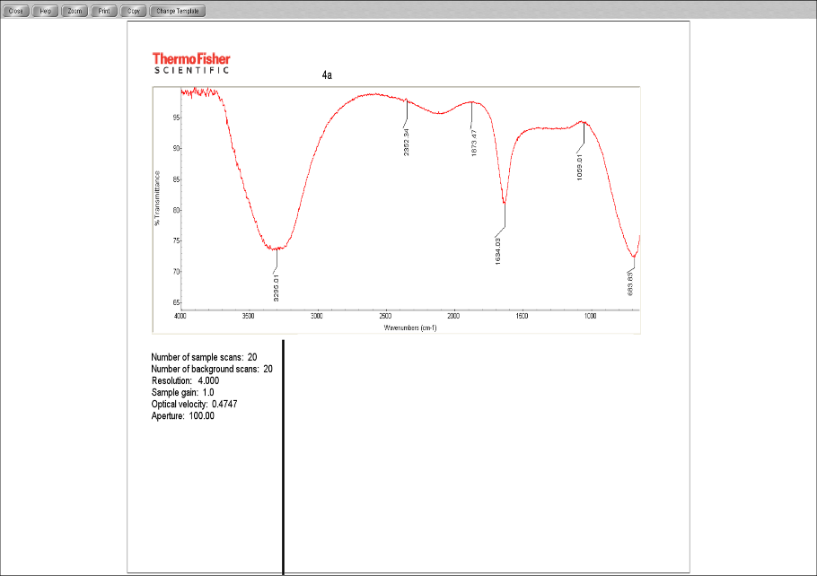 Close Help Zoom Print Copy Change Template
ThermoFisher
SCIENTIFIC
4a
95
90
85
80
75
70
65
% Transmittance
2352.34
1873.47
1059.01
1634.03
3295.01
683.83
4000 3500 3000 2500 2000 1500 1000
Wavenumbers (cm-1)
Number of sample scans: 20
Number of background scans: 20
Resolution: 4.000
Sample gain: 1.0
Optical velocity: 0.4747
Aperture: 100.00